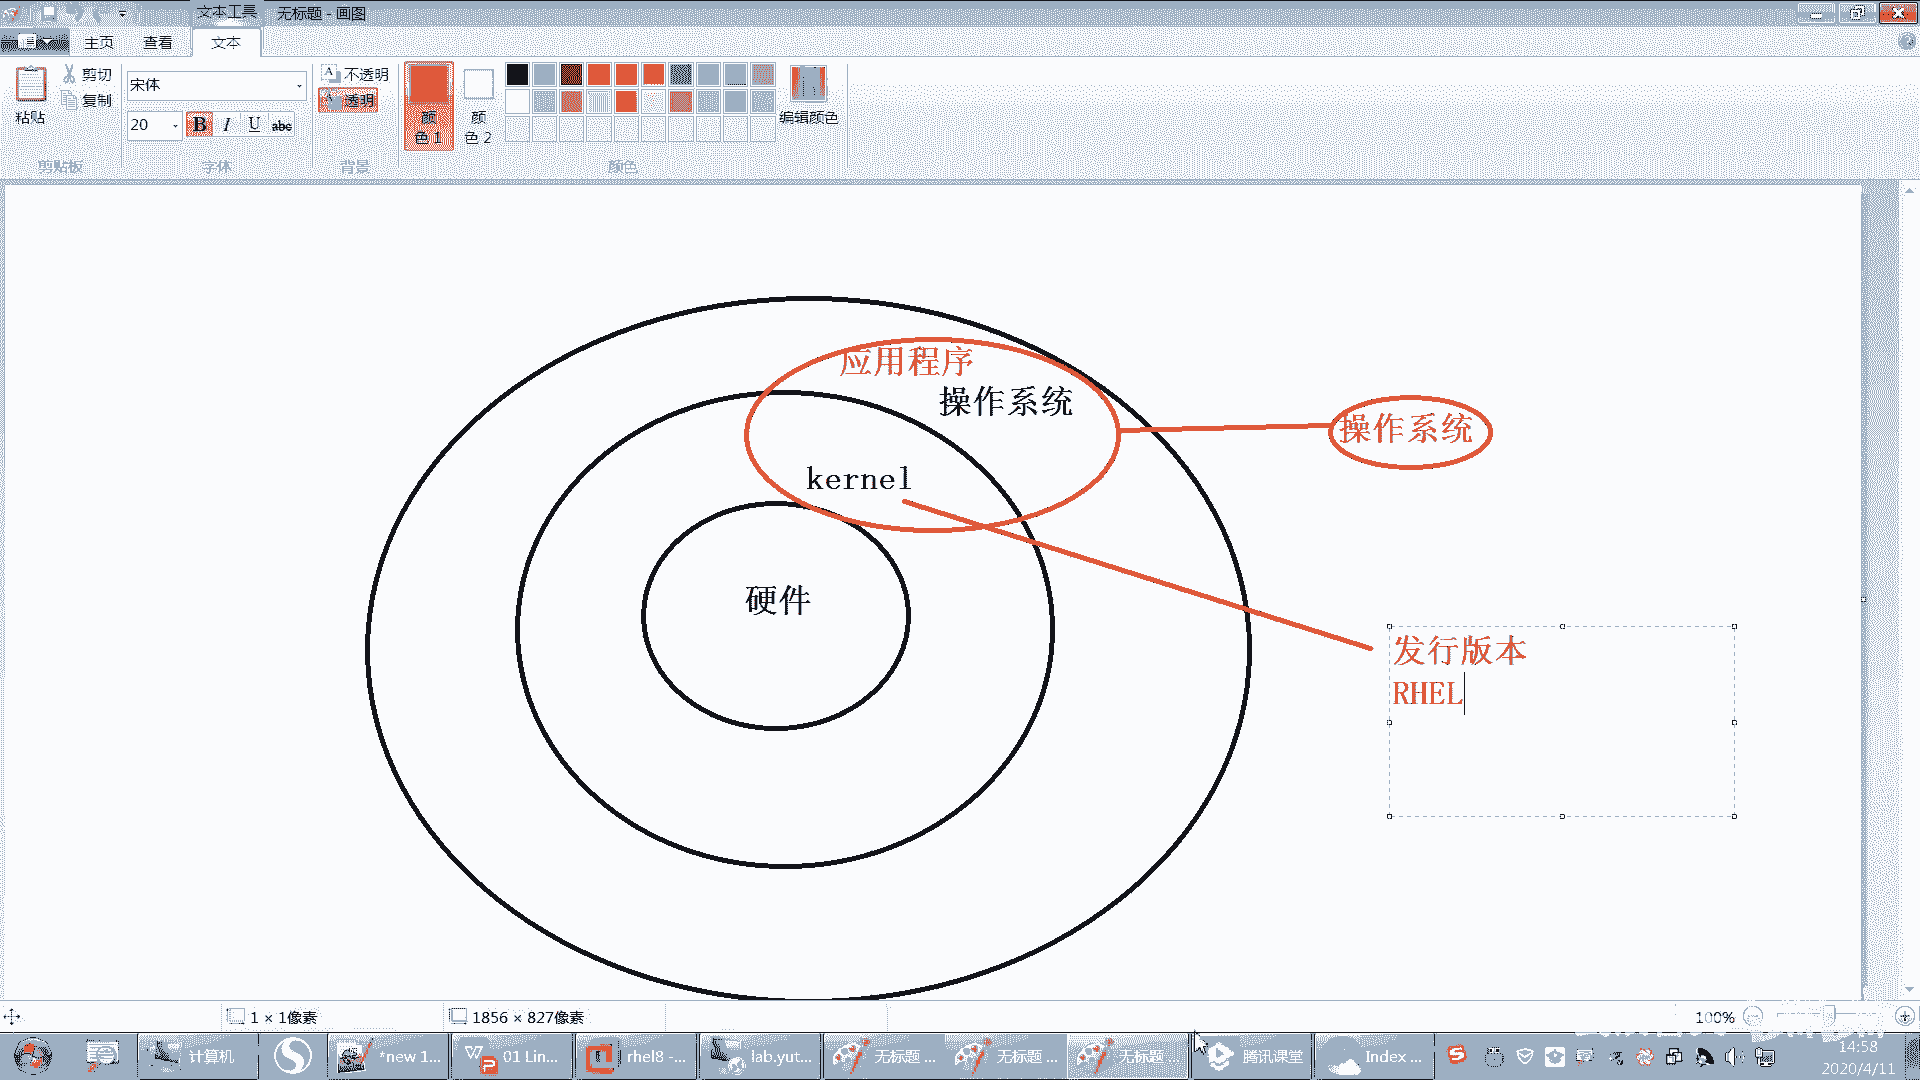 文本工具 无标题 - 画图
主页 查看 文本
粘贴 剪切
复制
宋体
20 B I U abc
不透明
透明
颜色 1
颜色 2
编辑颜色
剪贴板 字体 背景 颜色
应用程序
操作系统
操作系统
kernel
硬件
发行版本
RHEL
1 × 1像素 1856 × 827像素 100%
计算机 *new 1... 01 Lin... rhel8 -... lab.yut... 无标题 ... 无标题 ... 无标题 ... 腾讯课堂 Index ...
14:58
2020/4/11